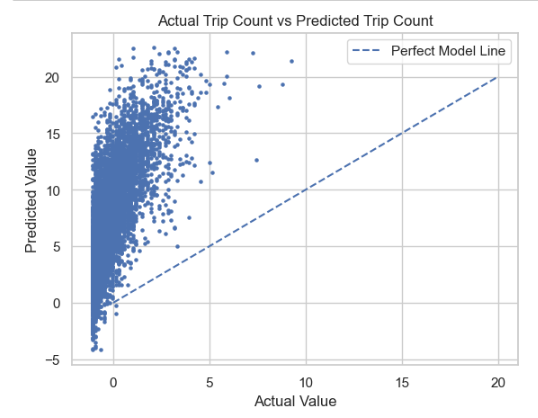 Actual Trip Count vs Predicted Trip Count
Perfect Model Line
20
15
10
5
0
−5
Predicted Value
0
5
10
15
20
Actual Value